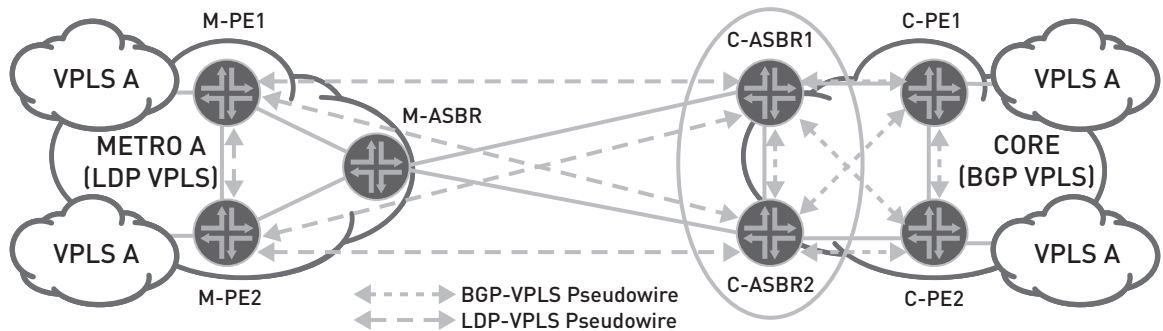 M-PE1
C-ASBR1
C-PE1
VPLS A
VPLS A
M-ASBR
METRO A
(LDP VPLS)
CORE
(BGP VPLS)
VPLS A
VPLS A
M-PE2
C-ASBR2
C-PE2
BGP-VPLS Pseudowire
LDP-VPLS Pseudowire